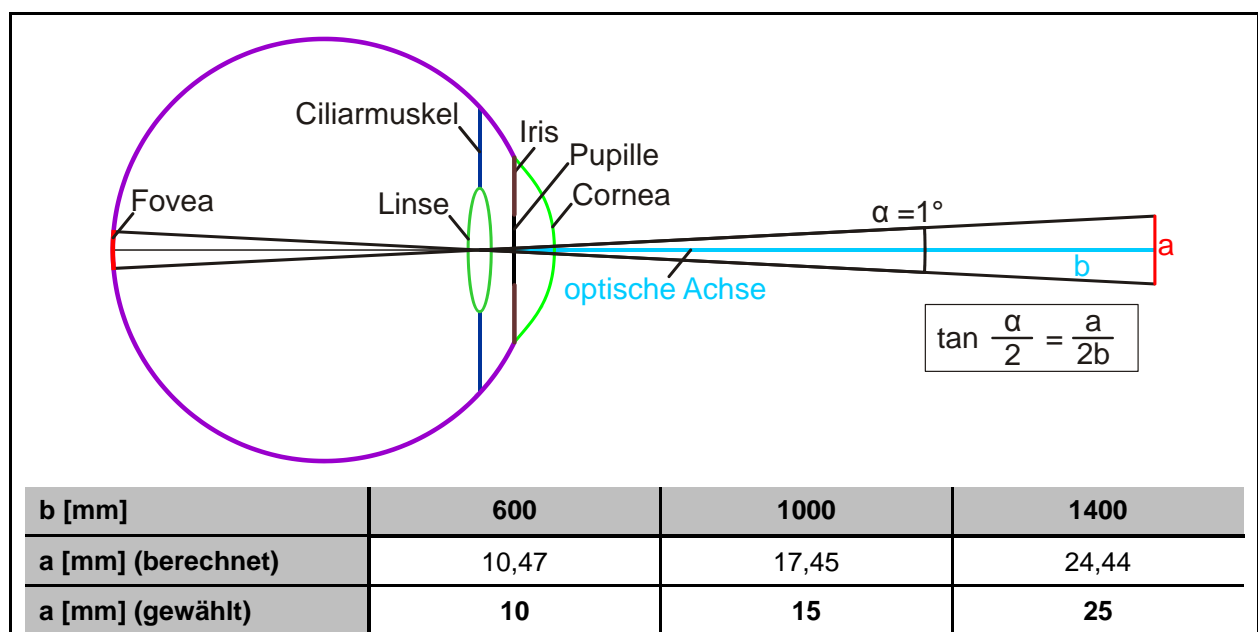 Ciliarmuskel
Iris
Pupille
Fovea
Linse
Cornea
α =1°
a
b
optische Achse
tan α/2 = a/2b
b [mm] 600 1000 1400
a [mm] (berechnet) 10,47 17,45 24,44
a [mm] (gewählt) 10 15 25